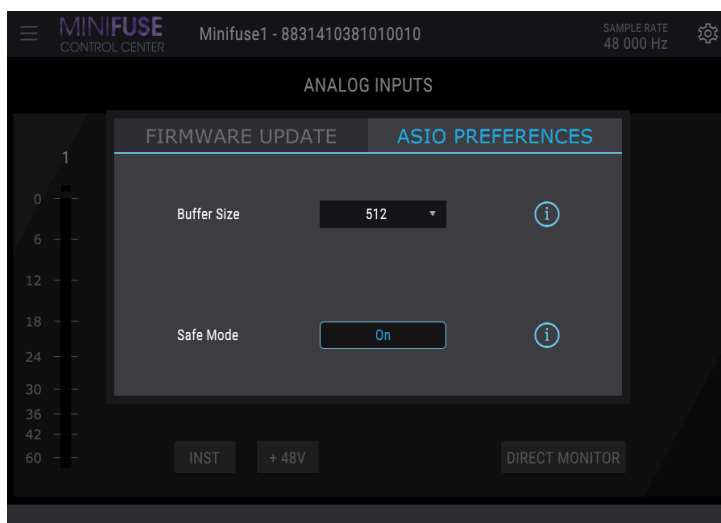 MINIFUSE
CONTROL CENTER
Minifuse1 - 8831410381010010
SAMPLE RATE
48 000 Hz
ANALOG INPUTS
FIRMWARE UPDATE
ASIO PREFERENCES
1
0
6
12
18
24
30
36
42
60
Buffer Size
512
i
Safe Mode
On
i
INST
+ 48V
DIRECT MONITOR